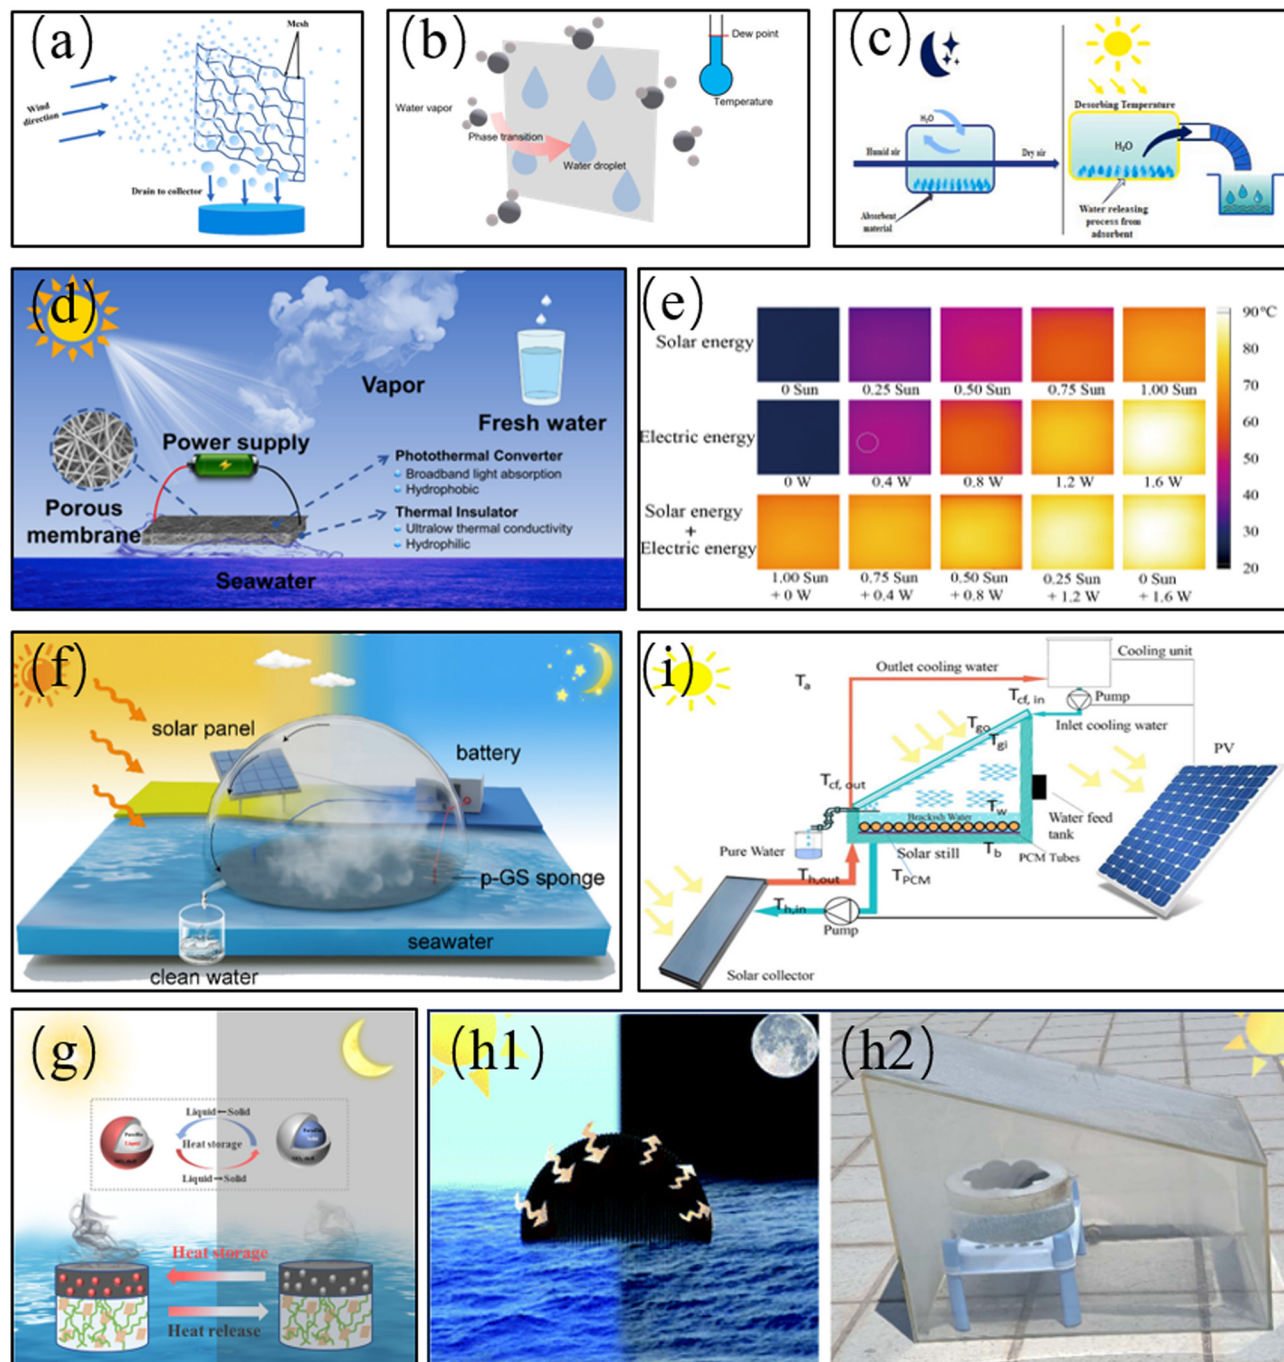 (a)
Mesh
Wind
direction
Drain to collector
(b)
Dew point
Temperature
Water vapor
Phase transition
Water droplet
(c)
H₂O
Humid air
Dry air
Absorbent
material
Desorbing Temperature
H₂O
Water releasing
process from
adsorbent
(d)
Vapor
Fresh water
Power supply
Porous
membrane
Photothermal Converter
Broadband light absorption
Hydrophobic
Thermal Insulator
Ultralow thermal conductivity
Hydrophilic
Seawater
(e)
Solar energy
0 Sun 0.25 Sun 0.50 Sun 0.75 Sun 1.00 Sun
Electric energy
0 W 0.4 W 0.8 W 1.2 W 1.6 W
Solar energy
+
Electric energy
1.00 Sun 0.75 Sun 0.50 Sun 0.25 Sun 0 Sun
+ 0 W + 0.4 W + 0.8 W + 1.2 W + 1.6 W
90°C
80
70
60
50
40
30
20
(f)
solar panel
battery
p-GS sponge
seawater
clean water
(i)
Cooling unit
Outlet cooling water
Ta
Tcf, in
Pump
Inlet cooling water
Tgo
Tgi
PV
Tcf, out
Tw
Brackish Water
Water feed
tank
Pure Water
Solar still
Tb
PCM Tubes
Th,out
TPCM
Th,in
Pump
Solar collector
(g)
Liquid←Solid
Paraffin
Liquid
Heat storage
Paraffin
Liquid←Solid
Heat storage
Heat release
(h1)
(h2)